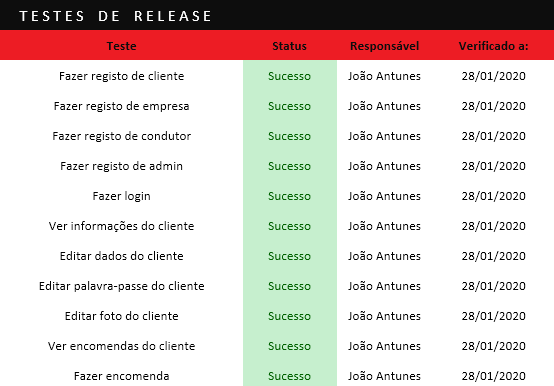 TESTES DE RELEASE
Teste Status Responsável Verificado a:
Fazer registo de cliente Sucesso João Antunes 28/01/2020
Fazer registo de empresa Sucesso João Antunes 28/01/2020
Fazer registo de condutor Sucesso João Antunes 28/01/2020
Fazer registo de admin Sucesso João Antunes 28/01/2020
Fazer login Sucesso João Antunes 28/01/2020
Ver informações do cliente Sucesso João Antunes 28/01/2020
Editar dados do cliente Sucesso João Antunes 28/01/2020
Editar palavra-passe do cliente Sucesso João Antunes 28/01/2020
Editar foto do cliente Sucesso João Antunes 28/01/2020
Ver encomendas do cliente Sucesso João Antunes 28/01/2020
Fazer encomenda Sucesso João Antunes 28/01/2020